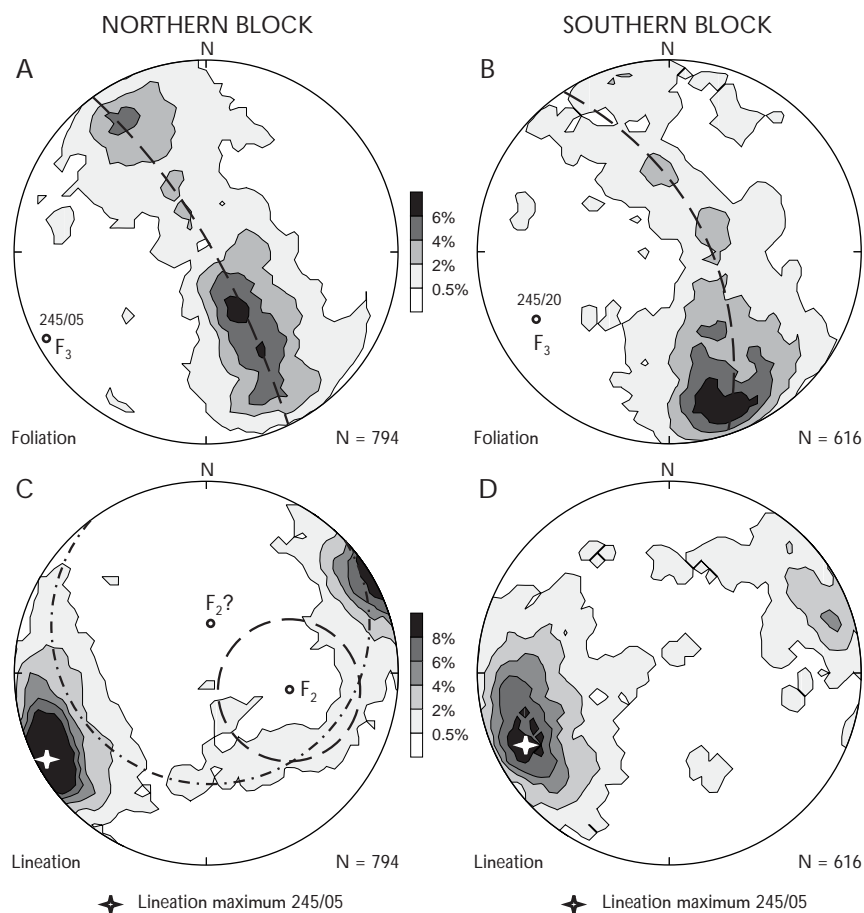 NORTHERN BLOCK
SOUTHERN BLOCK
A
N
245/05
F3
Foliation
N = 794
6%
4%
2%
0.5%
B
N
245/20
F3
Foliation
N = 616
C
N
F2?
F2
Lineation
N = 794
Lineation maximum 245/05
8%
6%
4%
2%
0.5%
D
N
Lineation
N = 616
Lineation maximum 245/05